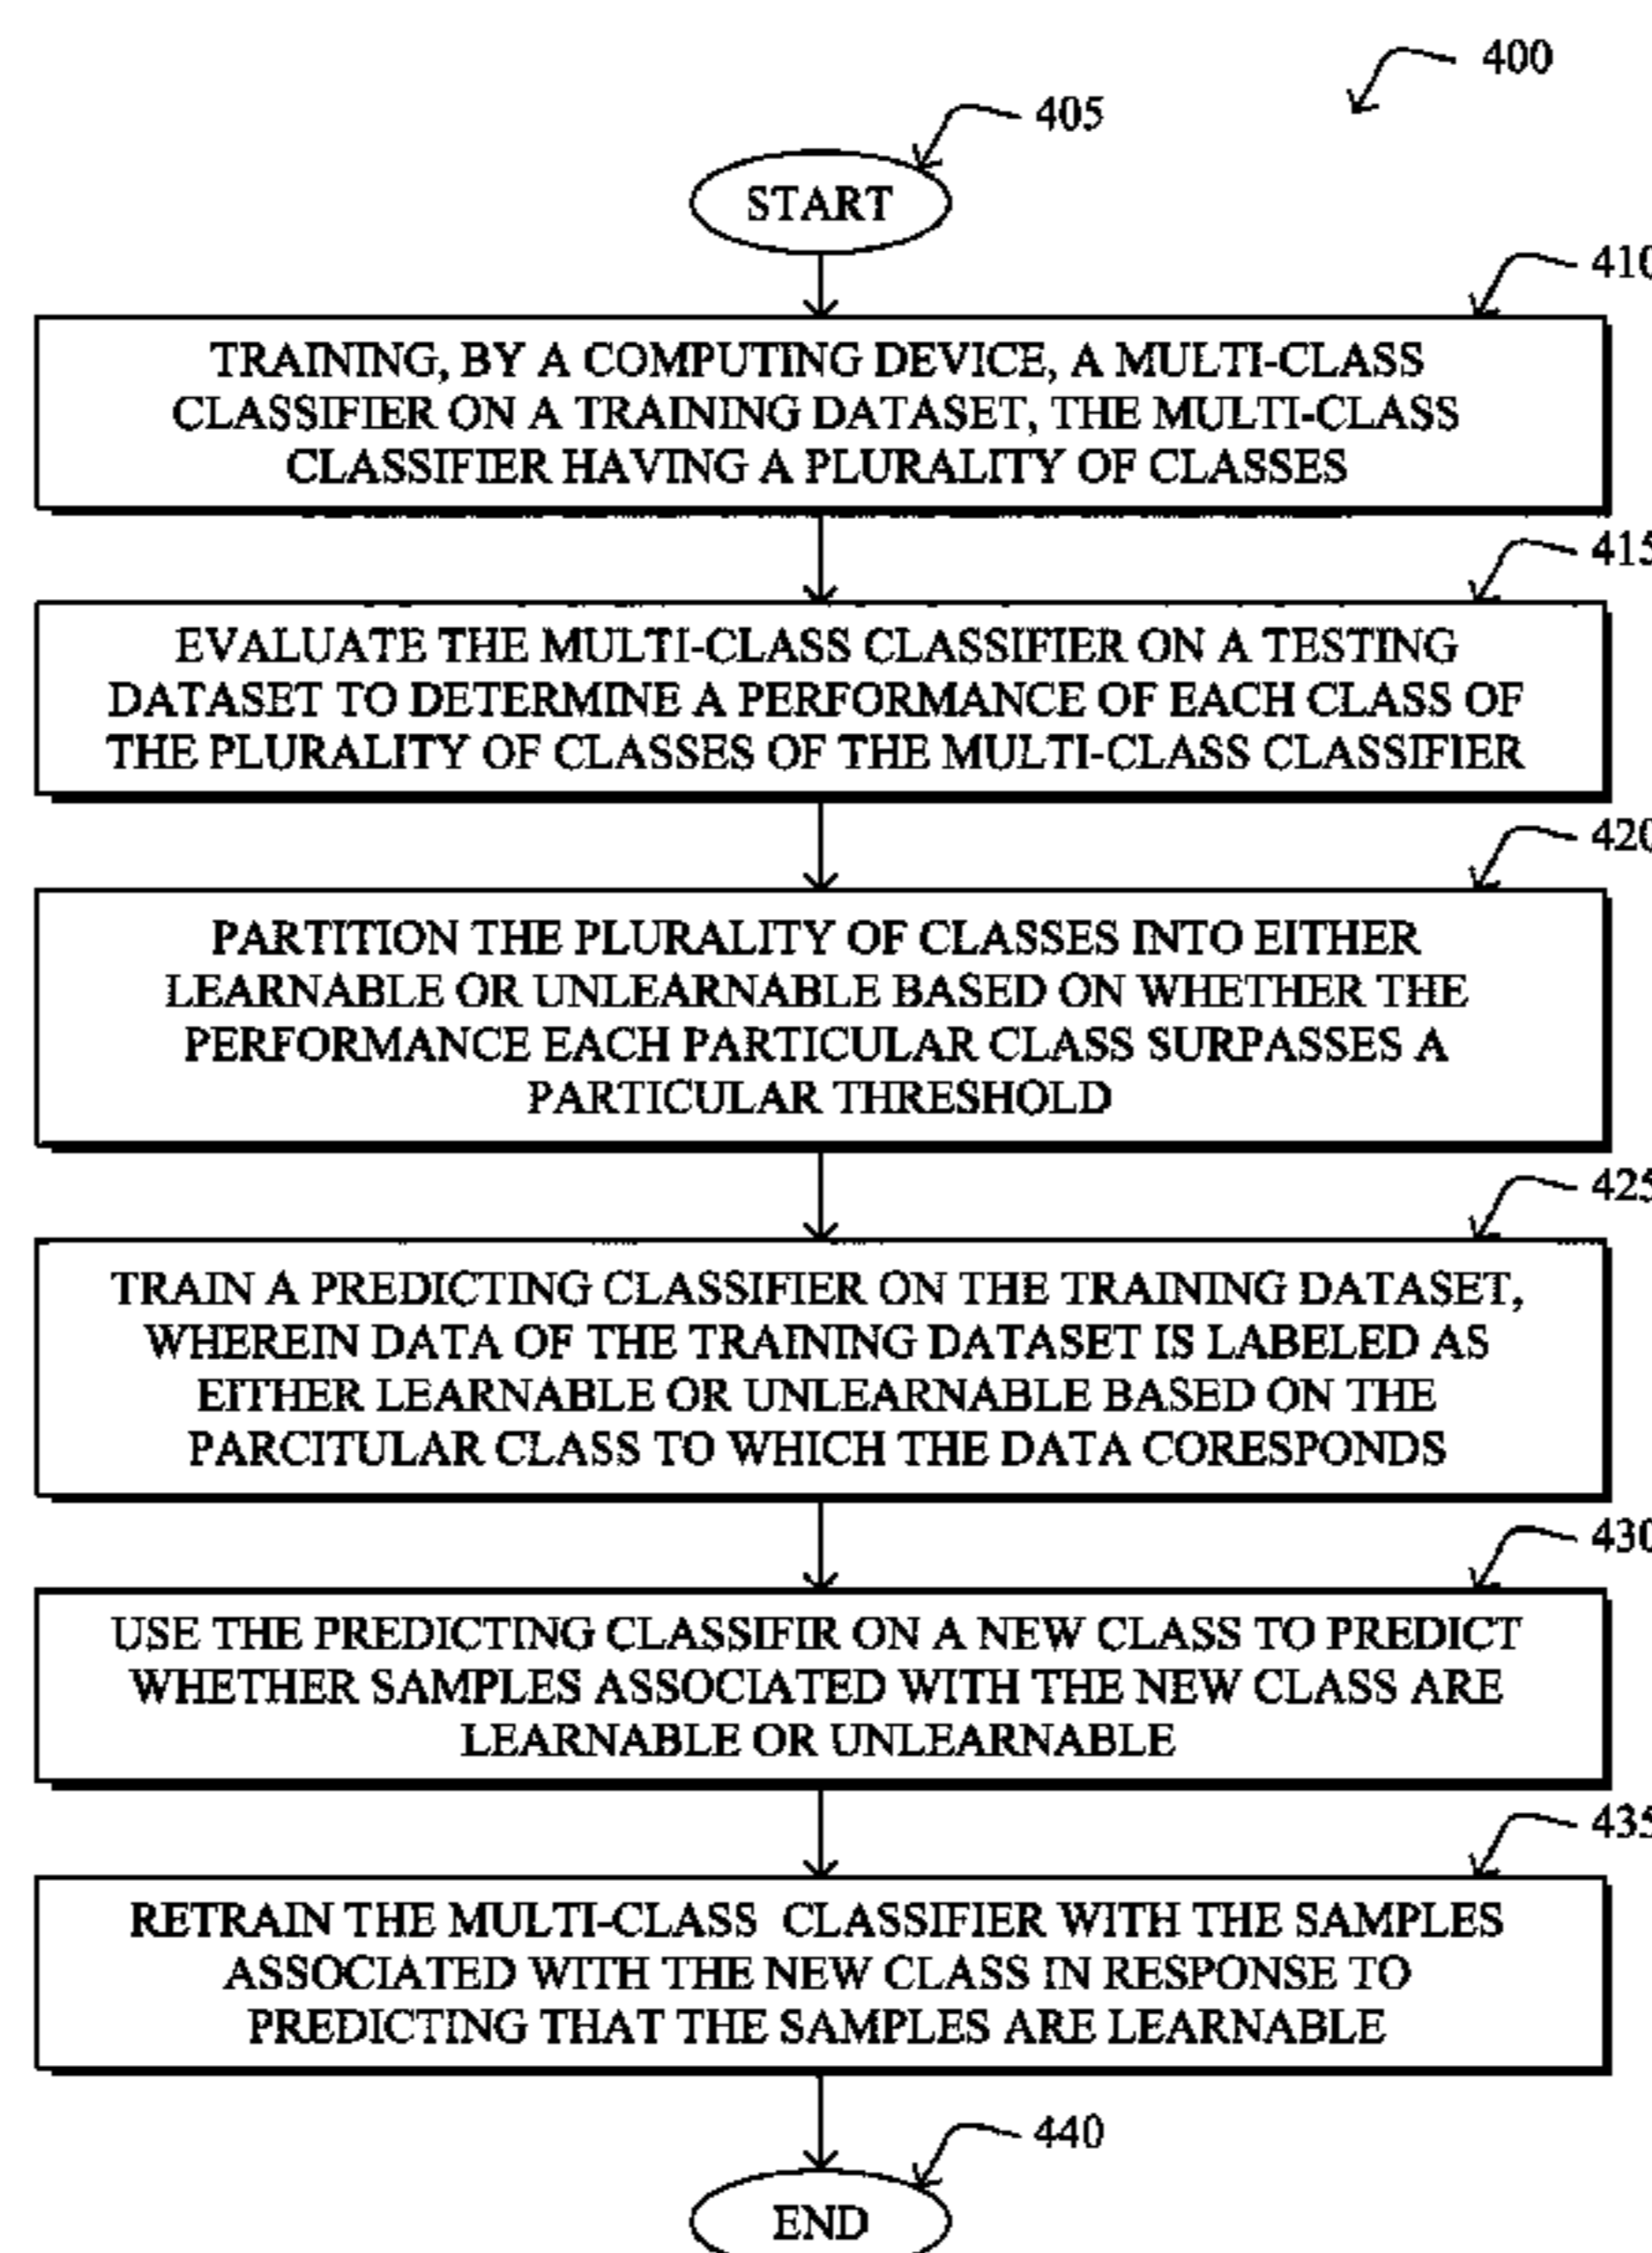 400
405
START
410
TRAINING, BY A COMPUTING DEVICE, A MULTI-CLASS
CLASSIFIER ON A TRAINING DATASET, THE MULTI-CLASS
CLASSIFIER HAVING A PLURALITY OF CLASSES
415
EVALUATE THE MULTI-CLASS CLASSIFIER ON A TESTING
DATASET TO DETERMINE A PERFORMANCE OF EACH CLASS OF
THE PLURALITY OF CLASSES OF THE MULTI-CLASS CLASSIFIER
420
PARTITION THE PLURALITY OF CLASSES INTO EITHER
LEARNABLE OR UNLEARNABLE BASED ON WHETHER THE
PERFORMANCE EACH PARTICULAR CLASS SURPASSES A
PARTICULAR THRESHOLD
425
TRAIN A PREDICTING CLASSIFIER ON THE TRAINING DATASET,
WHEREIN DATA OF THE TRAINING DATASET IS LABELED AS
EITHER LEARNABLE OR UNLEARNABLE BASED ON THE
PARCITULAR CLASS TO WHICH THE DATA CORESPONDS
430
USE THE PREDICTING CLASSIFIR ON A NEW CLASS TO PREDICT
WHETHER SAMPLES ASSOCIATED WITH THE NEW CLASS ARE
LEARNABLE OR UNLEARNABLE
435
RETRAIN THE MULTI-CLASS CLASSIFIER WITH THE SAMPLES
ASSOCIATED WITH THE NEW CLASS IN RESPONSE TO
PREDICTING THAT THE SAMPLES ARE LEARNABLE
440
END